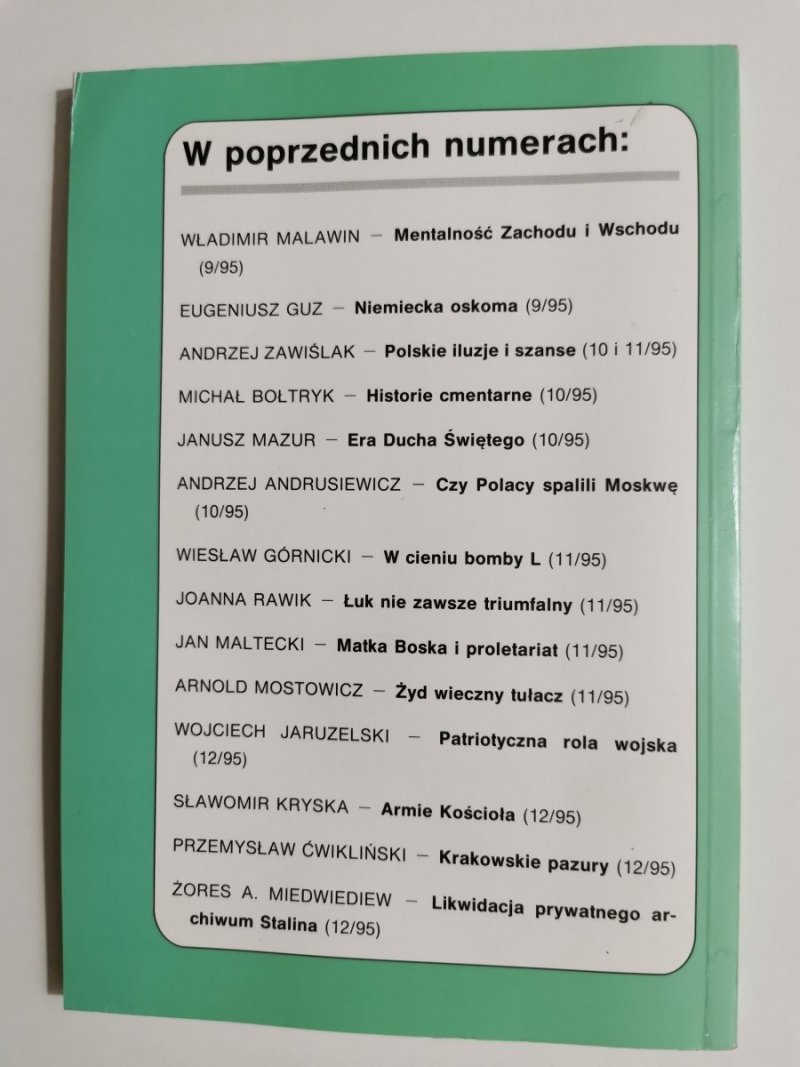 W poprzednich numerach:
WŁADIMIR MALAWIN – Mentalność Zachodu i Wschodu
(9/95)
EUGENIUSZ GUZ – Niemiecka oskoma (9/95)
ANDRZEJ ZAWIŚLAK – Polskie iluzje i szanse (10 i 11/95)
MICHAŁ BOŁTRYK – Historie cmentarne (10/95)
JANUSZ MAZUR – Era Ducha Świętego (10/95)
ANDRZEJ ANDRUSIEWICZ – Czy Polacy spalili Moskwę
(10/95)
WIESŁAW GÓRNICKI – W cieniu bomby L (11/95)
JOANNA RAWIK – Łuk nie zawsze triumfalny (11/95)
JAN MALTECKI – Matka Boska i proletariat (11/95)
ARNOLD MOSTOWICZ – Żyd wieczny tułacz (11/95)
WOJCIECH JARUZELSKI – Patriotyczna rola wojska
(12/95)
SŁAWOMIR KRYSKA – Armie Kościoła (12/95)
PRZEMYSŁAW ĆWIKLIŃSKI – Krakowskie pazury (12/95)
ŻORES A. MIEDWIEDIEW – Likwidacja prywatnego ar-
chiwum Stalina (12/95)